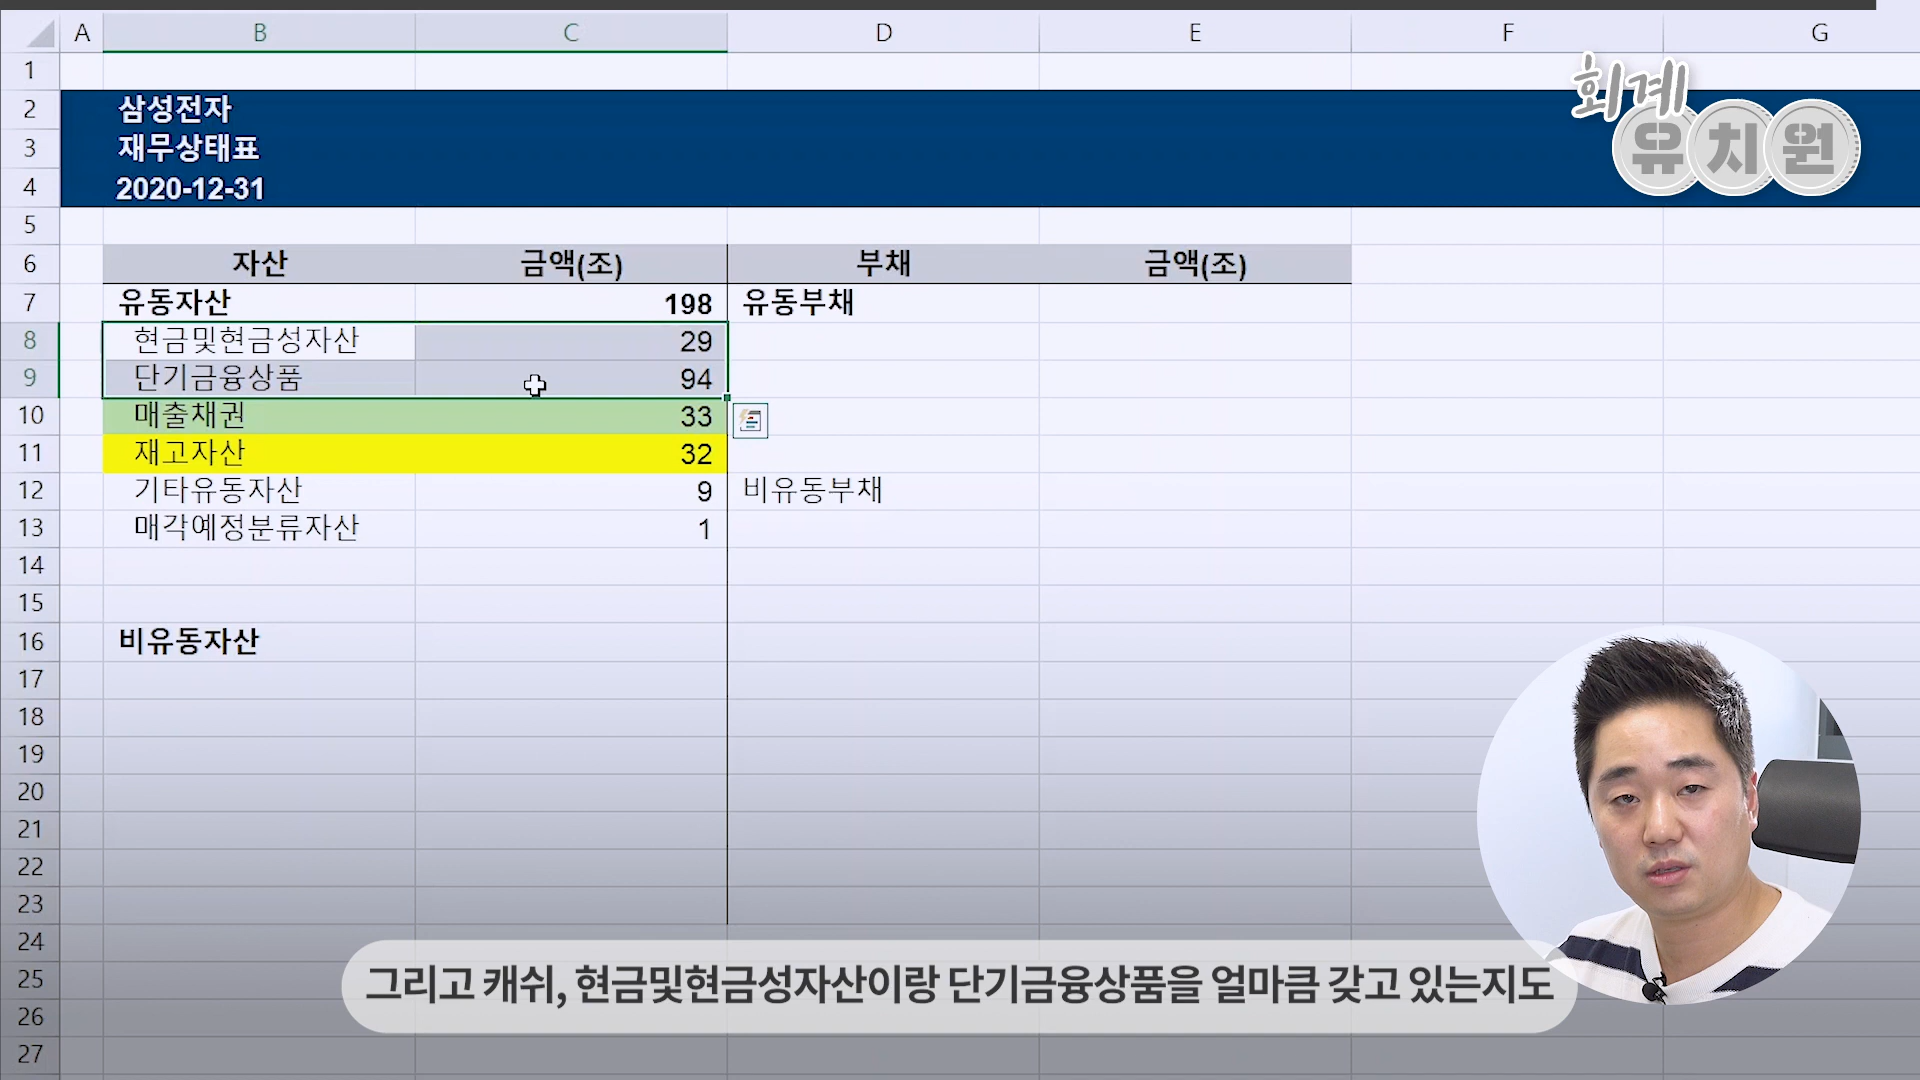 A B C D E F G
1
회계
유치원
2 삼성전자
3 재무상태표
4 2020-12-31
5
6 자산 금액(조) 부채 금액(조)
7 유동자산 198 유동부채
8 현금및현금성자산 29
9 단기금융상품 94
10 매출채권 33
11 재고자산 32
12 기타유동자산 9 비유동부채
13 매각예정분류자산 1
14
15
16 비유동자산
17
18
19
20
21
22
23
24
25
26
27
그리고 캐쉬, 현금및현금성자산이랑 단기금융상품을 얼마큼 갖고 있는지도